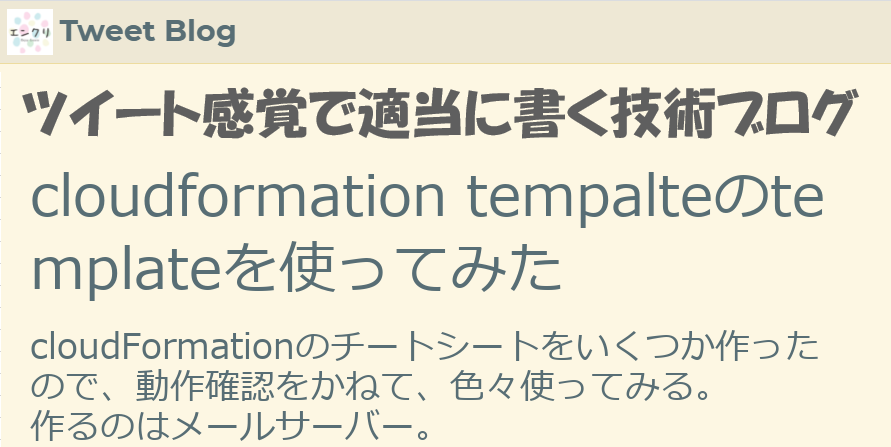 エンクリ
Tweet Blog
ツイート感覚で適当に書く技術ブログ
cloudformation tempalteのte
mplateを使ってみた
cloudFormationのチートシートをいくつか作った
ので、動作確認をかねて、色々使ってみる。
作るのはメールサーバー。